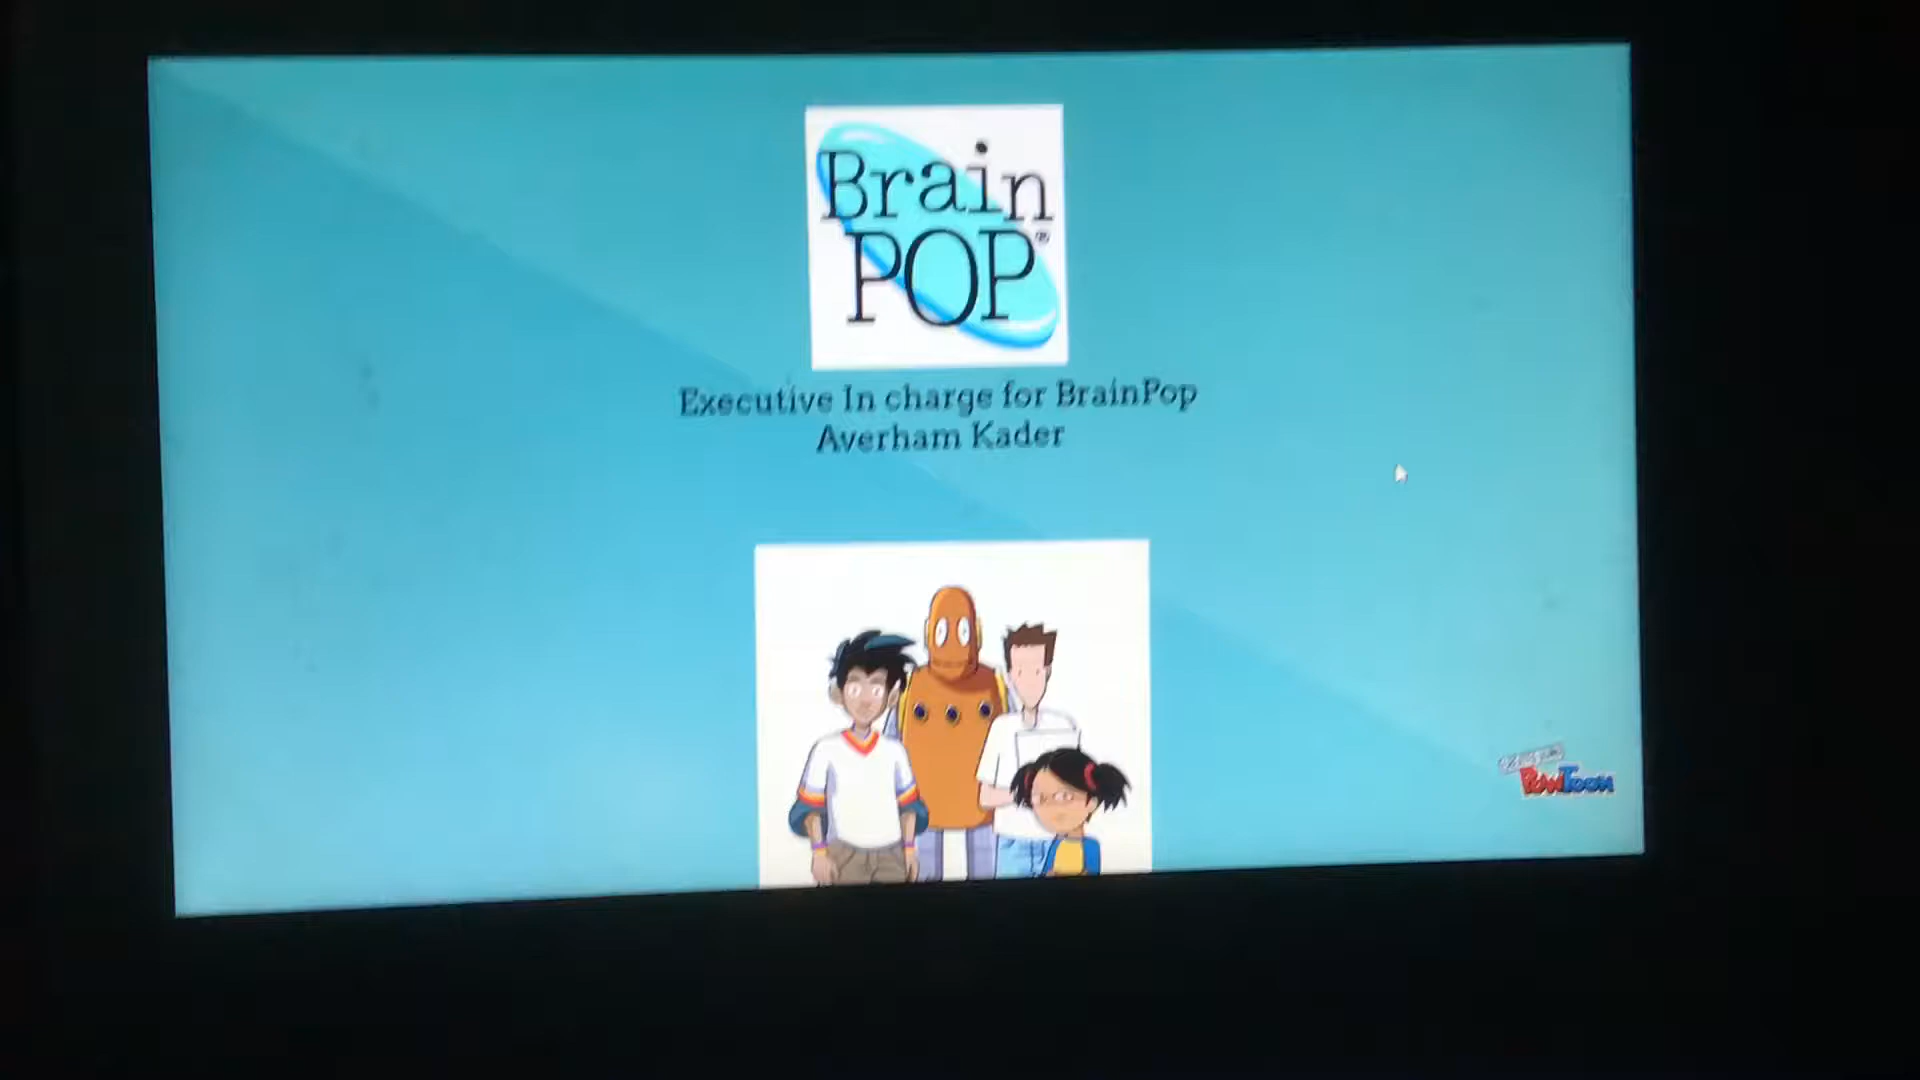 Brain
POP®
Executive In charge for BrainPop
Averham Kader
POWTOON